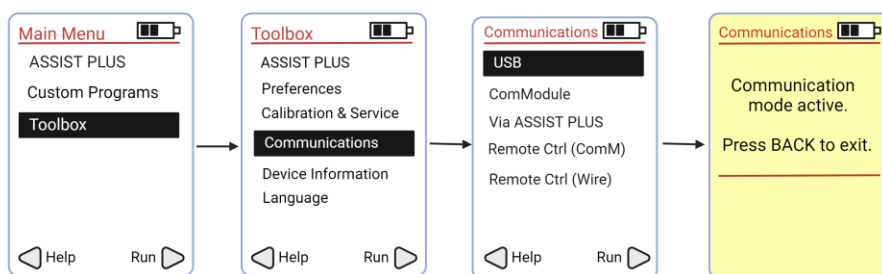 Main Menu
ASSIST PLUS
Custom Programs
Toolbox
Help
Run
Toolbox
ASSIST PLUS
Preferences
Calibration & Service
Communications
Device Information
Language
Help
Run
Communications
USB
ComModule
Via ASSIST PLUS
Remote Ctrl (ComM)
Remote Ctrl (Wire)
Help
Run
Communications
Communication
mode active.
Press BACK to exit.